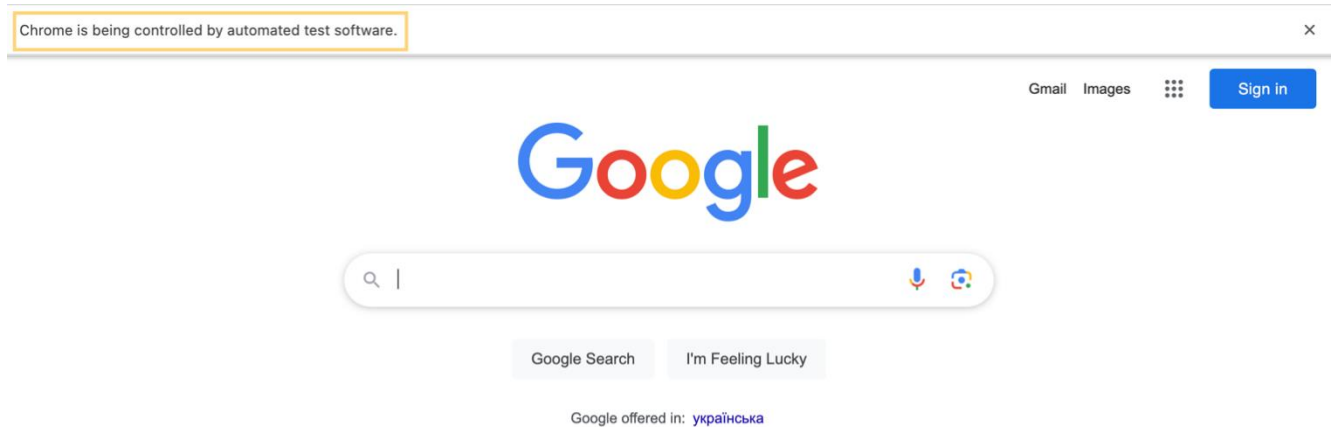 Chrome is being controlled by automated test software.
Gmail Images Sign in
Google
Google Search I'm Feeling Lucky
Google offered in: українська